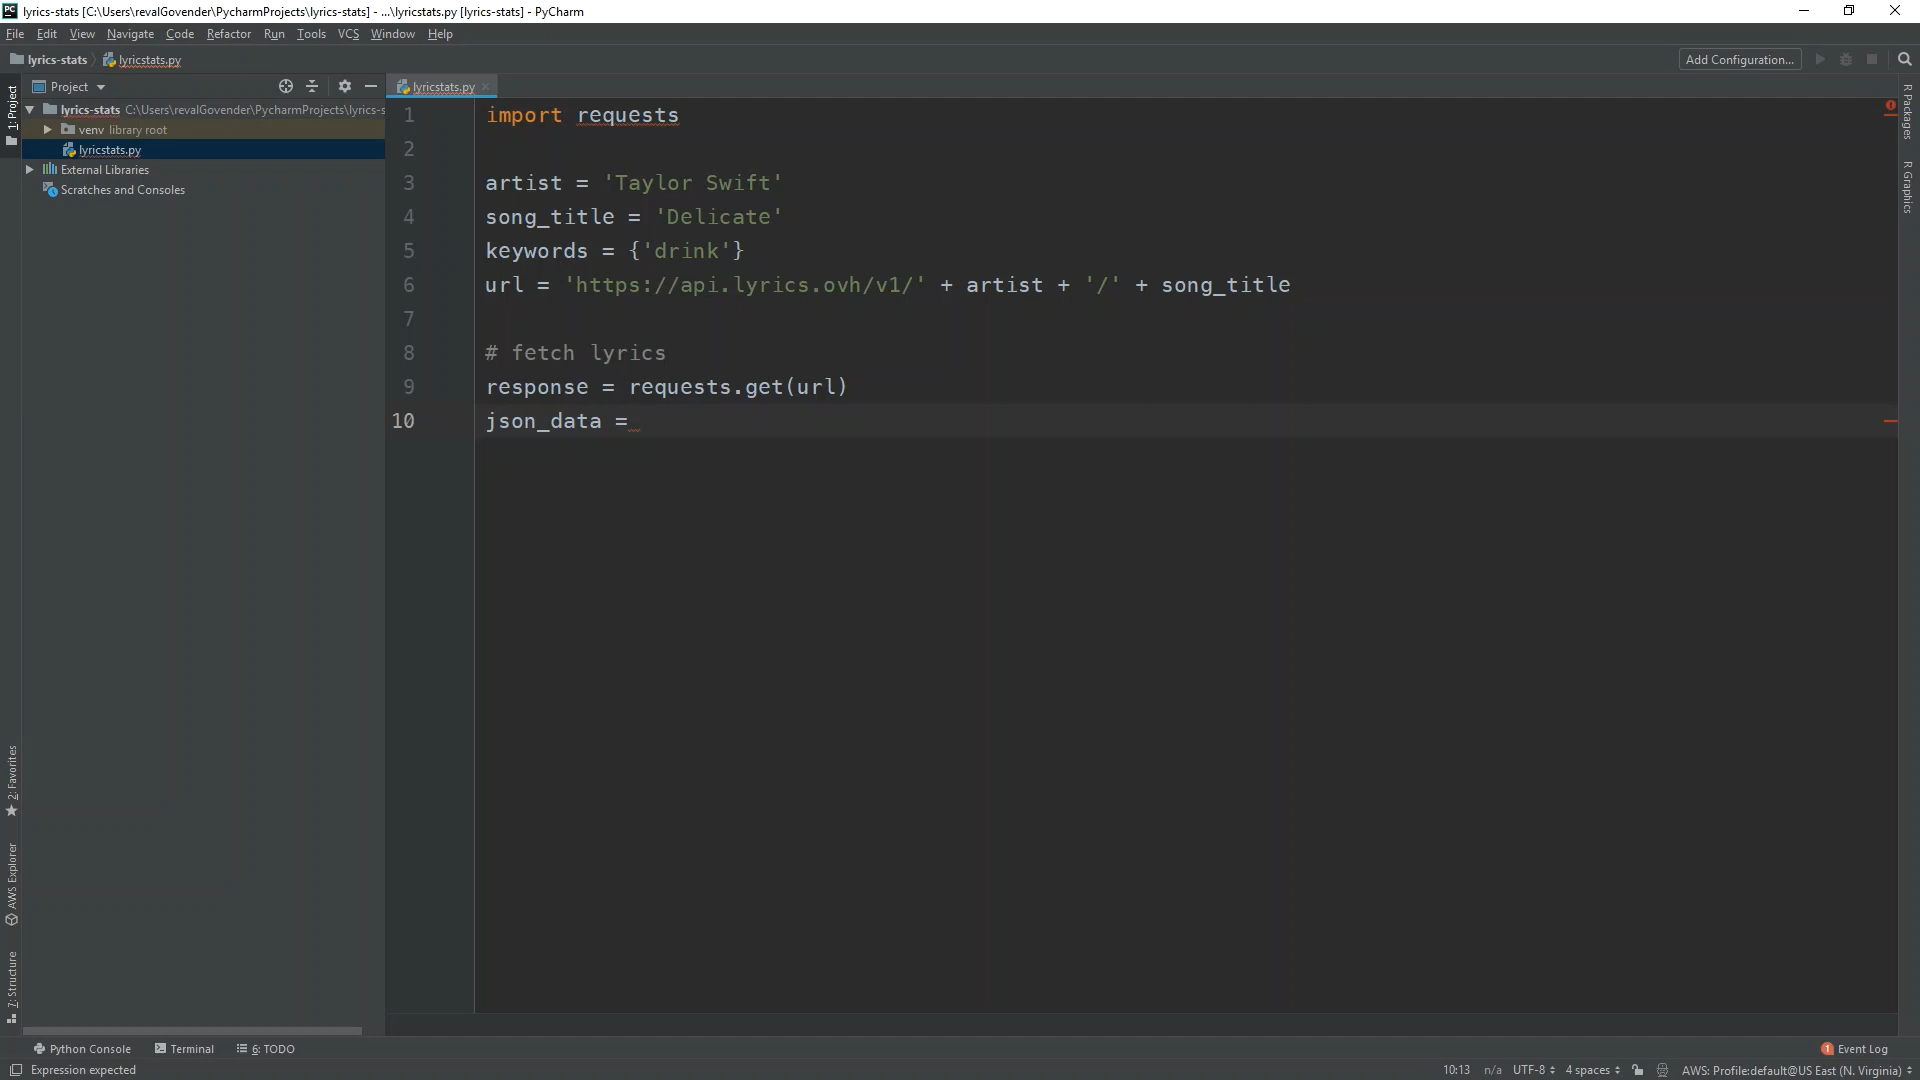 lyrics-stats [C:\Users\revalGovender\PycharmProjects\lyrics-stats] - ...\lyricstats.py [lyrics-stats] - PyCharm
File Edit View Navigate Code Refactor Run Tools VCS Window Help
lyrics-stats lyricstats.py Add Configuration...
Project
lyricstats.py
lyrics-stats C:\Users\revalGovender\PycharmProjects\lyrics-s
venv library root
lyricstats.py
External Libraries
Scratches and Consoles
1: Project
2: Favorites
AWS Explorer
7: Structure
1 import requests
2
3 artist = 'Taylor Swift'
4 song_title = 'Delicate'
5 keywords = {'drink'}
6 url = 'https://api.lyrics.ovh/v1/' + artist + '/' + song_title
7
8 # fetch lyrics
9 response = requests.get(url)
10 json_data =
R Packages
R Graphics
Python Console Terminal 6: TODO 1 Event Log
Expression expected 10:13 n/a UTF-8 4 spaces AWS: Profile:default@US East (N. Virginia)